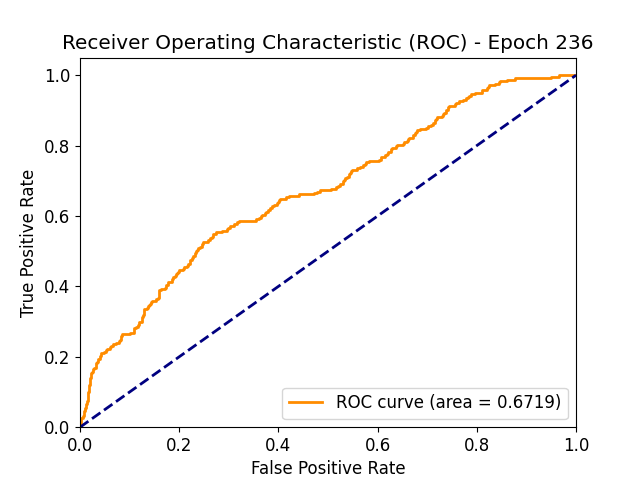 Receiver Operating Characteristic (ROC) - Epoch 236
True Positive Rate
1.0
0.8
0.6
0.4
0.2
0.0
ROC curve (area = 0.6719)
0.0 0.2 0.4 0.6 0.8 1.0
False Positive Rate